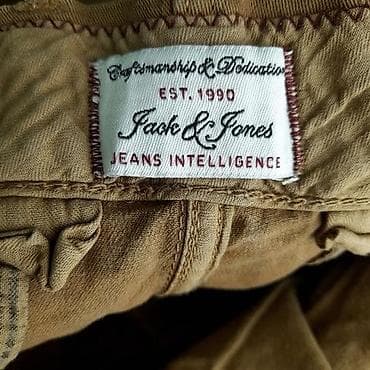 Craftsmanship & Dedication
EST. 1990
Jack & Jones
JEANS INTELLIGENCE